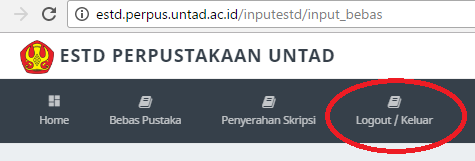 estd.perpus.untad.ac.id/inputestd/input_bebas
ESTD PERPUSTAKAAN UNTAD
Home Bebas Pustaka Penyerahan Skripsi Logout / Keluar